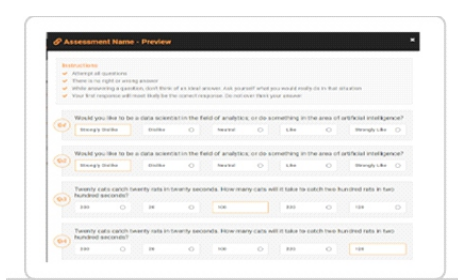 Assessment Name - Preview
Instructions:
Attempt all questions
There is no right or wrong answer
While answering a question, don't think of an ideal answer. Ask yourself what you would really do in that situation
Your first response will most likely be the correct response. Do not over think your answer
Would you like to be a data scientist in the field of analytics; or do something in the area of artificial intelligence?
Strongly Dislike Dislike Neutral Like Strongly Like
Would you like to be a data scientist in the field of analytics; or do something in the area of artificial intelligence?
Strongly Dislike Dislike Neutral Like Strongly Like
Twenty cats catch twenty rats in twenty seconds. How many cats will it take to catch two hundred rats in two
hundred seconds?
20 100
Twenty cats catch twenty rats in twenty seconds. How many cats will it take to catch two hundred rats in two
hundred seconds?
20 100